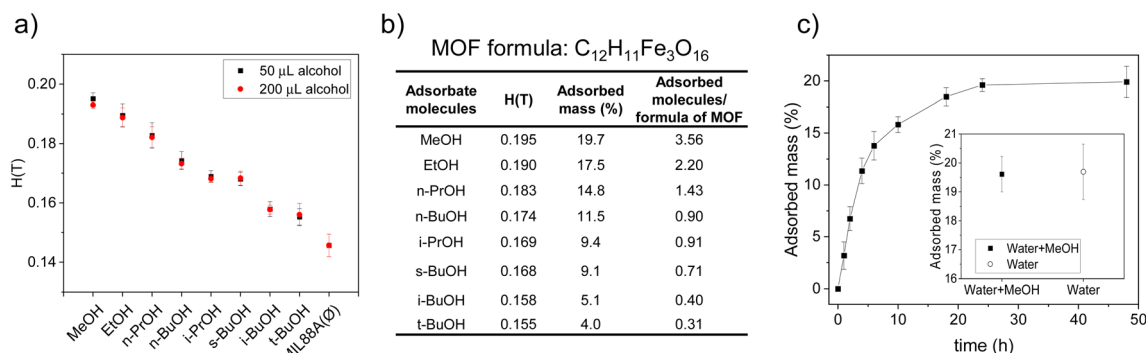 a)
H(T)
0.20
0.18
0.16
0.14
50 μL alcohol
200 μL alcohol
MeOH
EtOH
n-PrOH
n-BuOH
i-PrOH
s-BuOH
i-BuOH
t-BuOH
MIL88A(Ø)
b)
MOF formula: C12H11Fe3O16
Adsorbate molecules H(T) Adsorbed mass (%) Adsorbed molecules/ formula of MOF
MeOH 0.195 19.7 3.56
EtOH 0.190 17.5 2.20
n-PrOH 0.183 14.8 1.43
n-BuOH 0.174 11.5 0.90
i-PrOH 0.169 9.4 0.91
s-BuOH 0.168 9.1 0.71
i-BuOH 0.158 5.1 0.40
t-BuOH 0.155 4.0 0.31
c)
Adsorbed mass (%)
20
15
10
5
0
0 10 20 30 40 50
time (h)
Adsorbed mass (%)
21
20
19
18
17
16
Water+MeOH
Water
Water+MeOH Water